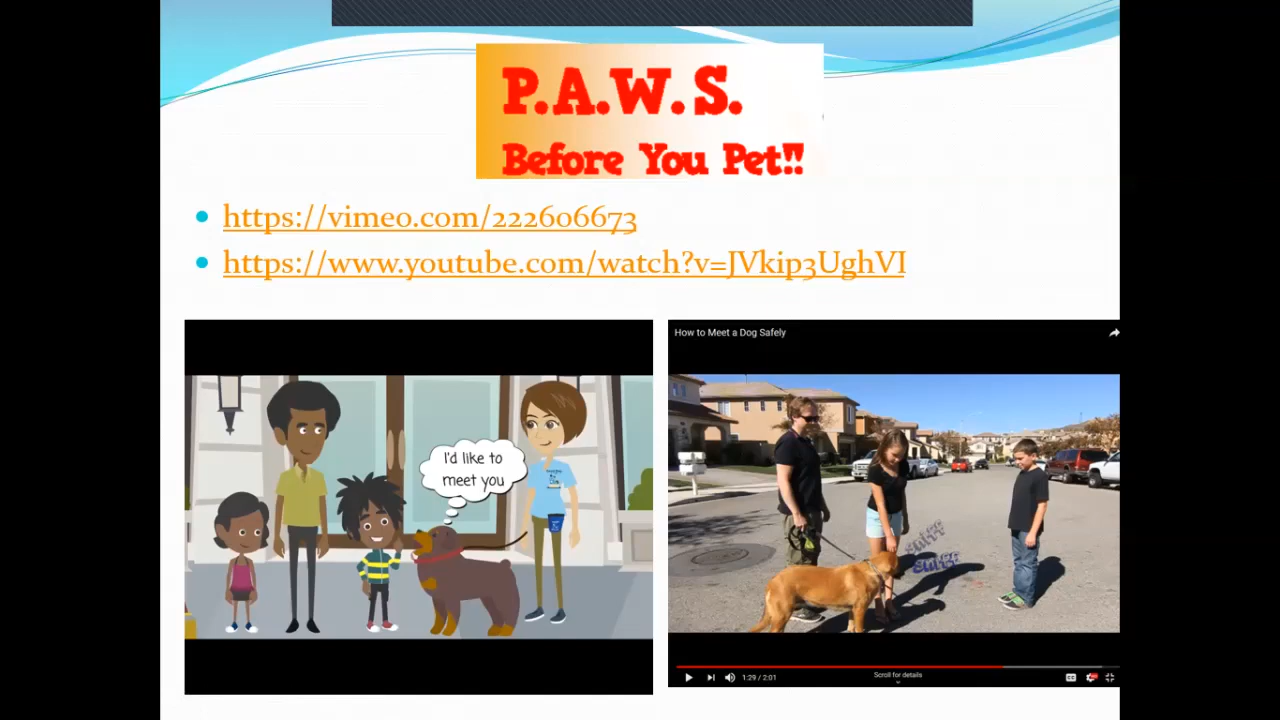 P.A.W.S.
Before You Pet!!
https://vimeo.com/222606673
https://www.youtube.com/watch?v=JVkip3UghVI
I'd like to
meet you
How to Meet a Dog Safely
sniff
sniff
1:29 / 2:01
Scroll for details
CC